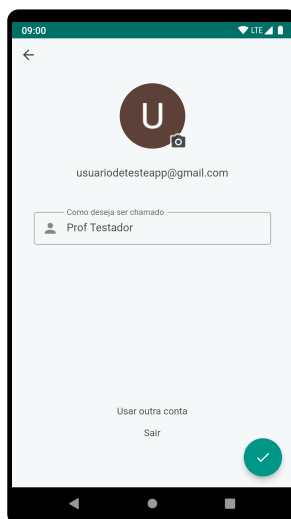 09:00
LTE
U
usuariodetesteapp@gmail.com
Como deseja ser chamado
Prof Testador
Usar outra conta
Sair